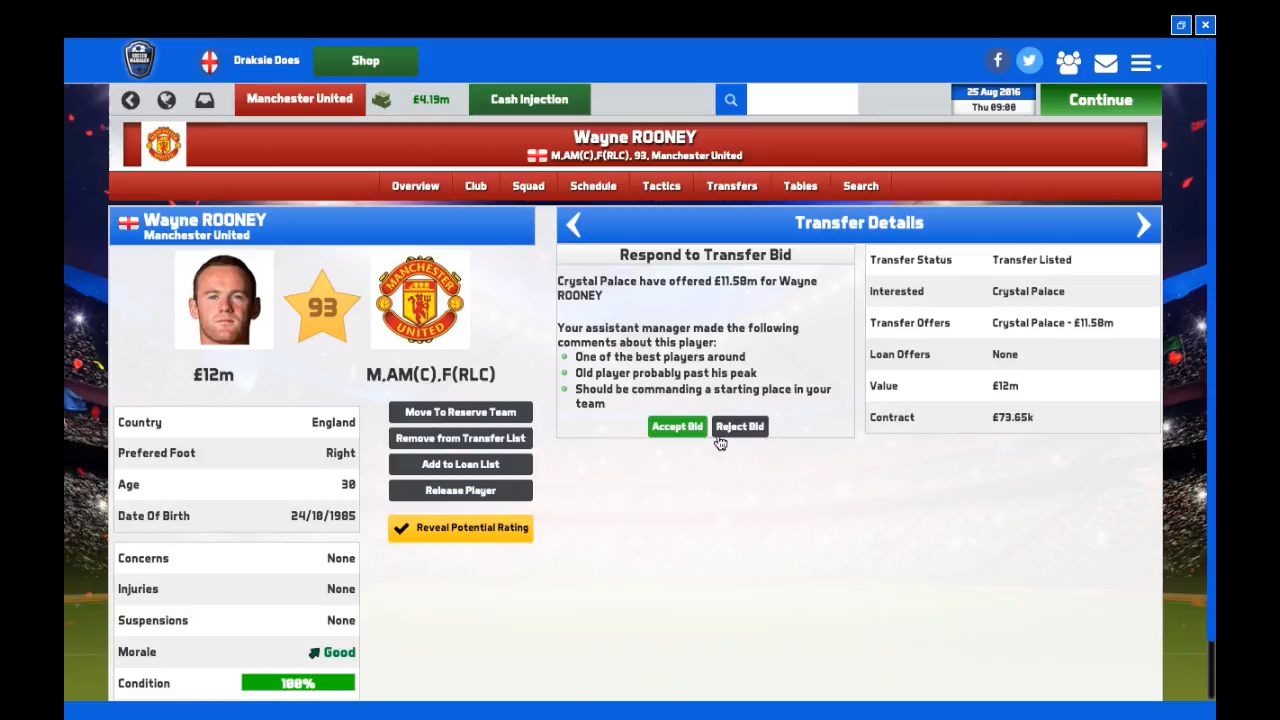 Draksie Does
Shop
SOCCER MANAGER
Manchester United
£4.19m
Cash Injection
25 Aug 2016
Thu 09:00
Continue
Wayne ROONEY
M,AM(C),F(RLC), 93, Manchester United
Overview
Club
Squad
Schedule
Tactics
Transfers
Tables
Search
Wayne ROONEY
Manchester United
93
MANCHESTER
UNITED
£12m
M,AM(C),F(RLC)
Country England
Prefered Foot Right
Age 30
Date Of Birth 24/10/1985
Concerns None
Injuries None
Suspensions None
Morale Good
Condition 100%
Move To Reserve Team
Remove from Transfer List
Add to Loan List
Release Player
Reveal Potential Rating
Transfer Details
Respond to Transfer Bid
Crystal Palace have offered £11.58m for Wayne
ROONEY
Your assistant manager made the following
comments about this player:
One of the best players around
Old player probably past his peak
Should be commanding a starting place in your
team
Accept Bid
Reject Bid
Transfer Status Transfer Listed
Interested Crystal Palace
Transfer Offers Crystal Palace - £11.58m
Loan Offers None
Value £12m
Contract £73.65k